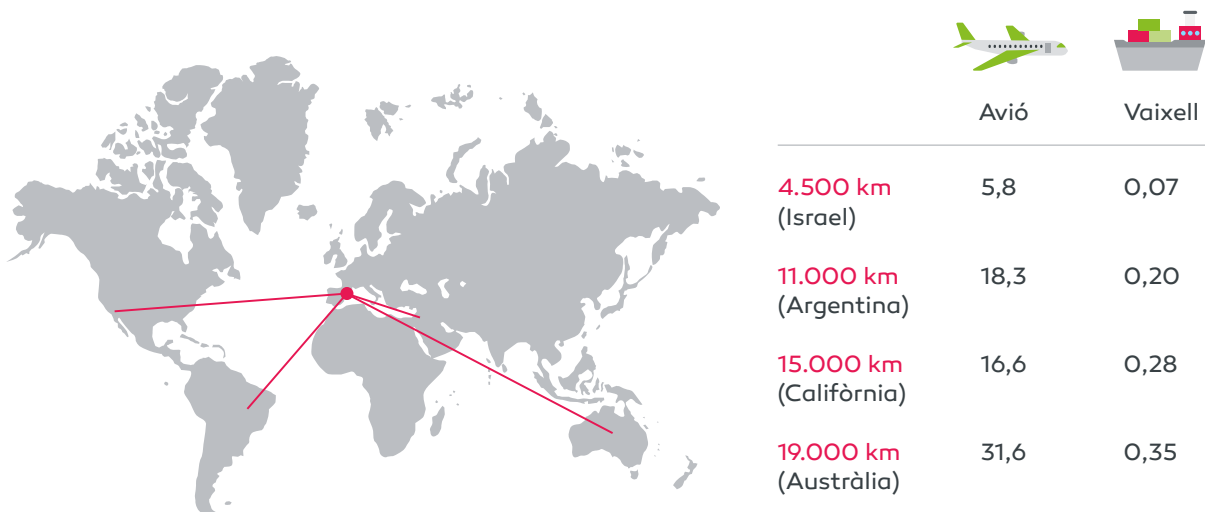 Avió Vaixell
4.500 km 5,8 0,07
(Israel)
11.000 km 18,3 0,20
(Argentina)
15.000 km 16,6 0,28
(Califòrnia)
19.000 km 31,6 0,35
(Austràlia)